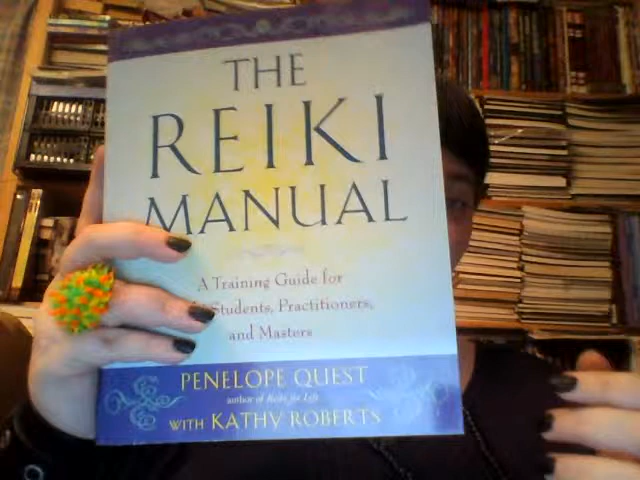 THE
REIKI
MANUAL
A Training Guide for
Students, Practitioners,
and Masters
PENELOPE QUEST
author of Reiki for Life
WITH KATHY ROBERTS